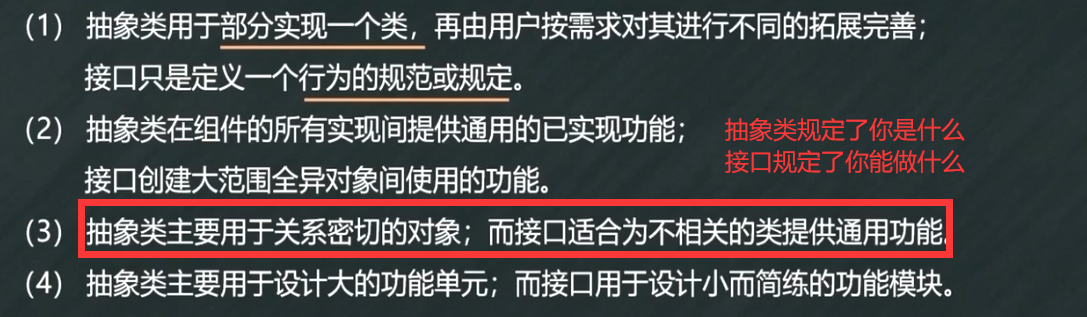 （1） 抽象类用于部分实现一个类，再由用户按需求对其进行不同的拓展完善；
接口只是定义一个行为的规范或规定。
（2） 抽象类在组件的所有实现间提供通用的已实现功能；
接口创建大范围全异对象间使用的功能。
抽象类规定了你是什么
接口规定了你能做什么
（3） 抽象类主要用于关系密切的对象；而接口适合为不相关的类提供通用功能。
（4） 抽象类主要用于设计大的功能单元；而接口用于设计小而简练的功能模块。